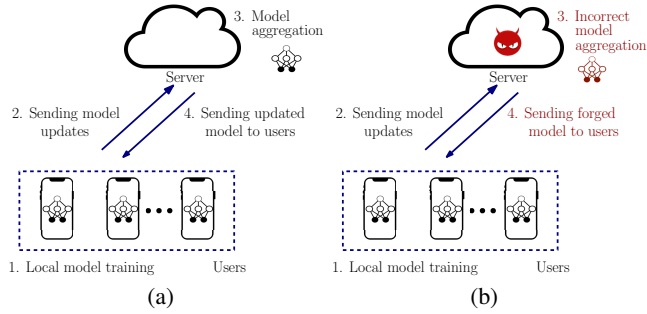 3. Model
aggregation
Server
2. Sending model
updates
4. Sending updated
model to users
1. Local model training
Users
(a)
3. Incorrect
model
aggregation
Server
2. Sending model
updates
4. Sending forged
model to users
1. Local model training
Users
(b)